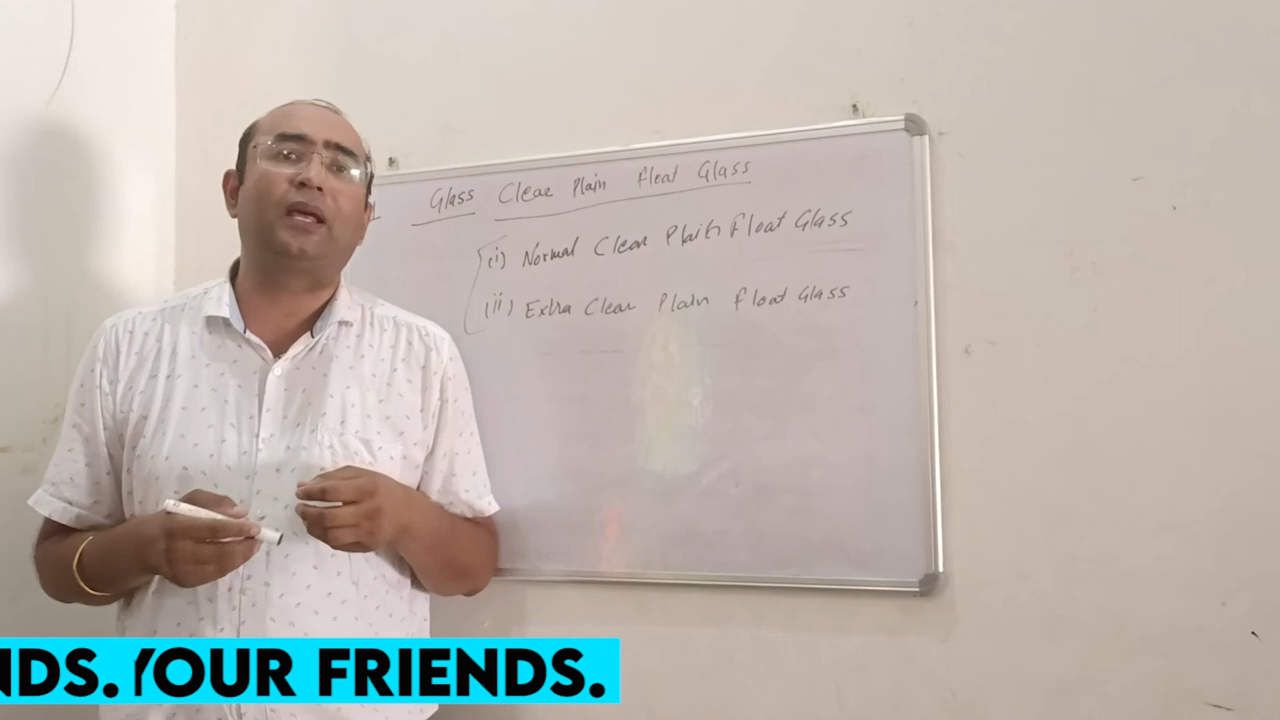 Glass Clear Plain Float Glass
(i) Normal Clear Plain Float Glass
(ii) Extra Clear Plain Float Glass
NDS. YOUR FRIENDS.